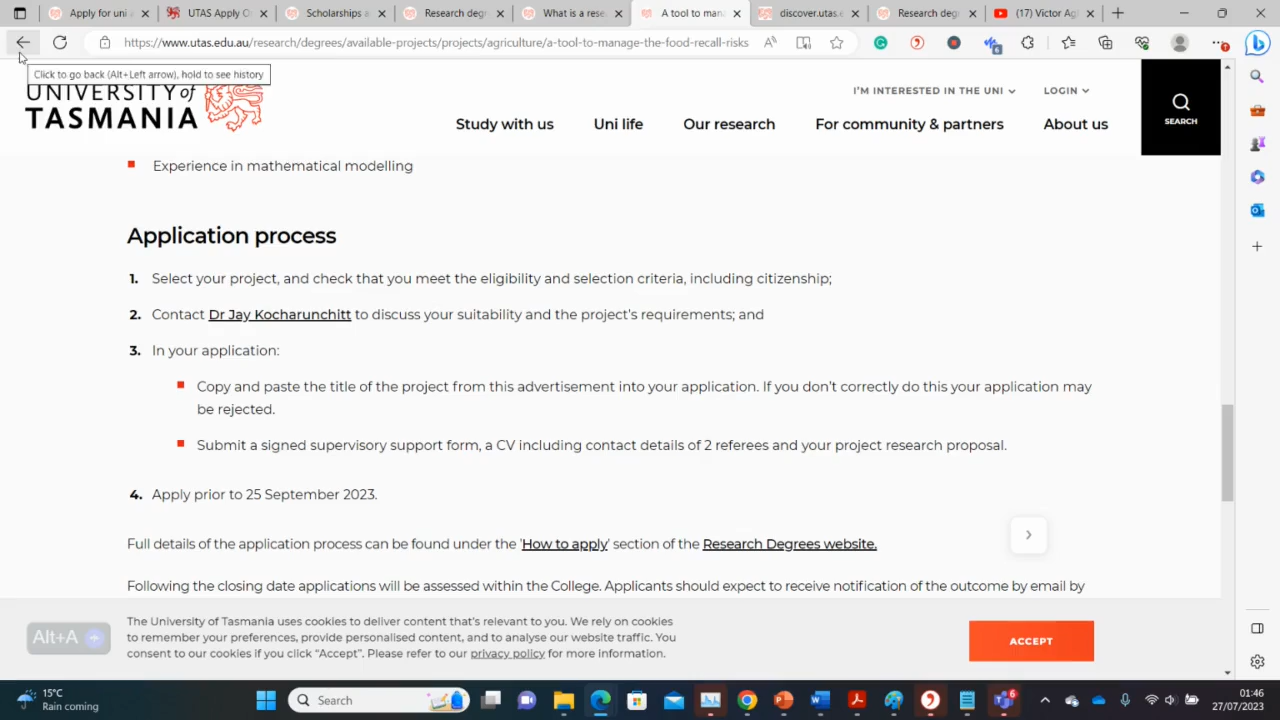 Apply for uni
UTAS Apply O
Scholarships a
Research deg
What is a rese
A tool to man
discover.utas.e
Research deg
(17) Victor Ag
https://www.utas.edu.au/research/degrees/available-projects/projects/agriculture/a-tool-to-manage-the-food-recall-risks
6
Click to go back (Alt+Left arrow), hold to see history
UNIVERSITY of
TASMANIA
I'M INTERESTED IN THE UNI
LOGIN
Study with us
Uni life
Our research
For community & partners
About us
SEARCH
Experience in mathematical modelling
Application process
1. Select your project, and check that you meet the eligibility and selection criteria, including citizenship;
2. Contact Dr Jay Kocharunchitt to discuss your suitability and the project's requirements; and
3. In your application:
Copy and paste the title of the project from this advertisement into your application. If you don't correctly do this your application may
be rejected.
Submit a signed supervisory support form, a CV including contact details of 2 referees and your project research proposal.
4. Apply prior to 25 September 2023.
Full details of the application process can be found under the 'How to apply' section of the Research Degrees website.
Following the closing date applications will be assessed within the College. Applicants should expect to receive notification of the outcome by email by
Alt+A
The University of Tasmania uses cookies to deliver content that's relevant to you. We rely on cookies
to remember your preferences, provide personalised content, and to analyse our website traffic. You
consent to our cookies if you click "Accept". Please refer to our privacy policy for more information.
ACCEPT
15°C
Rain coming
Search
6
01:46
27/07/2023